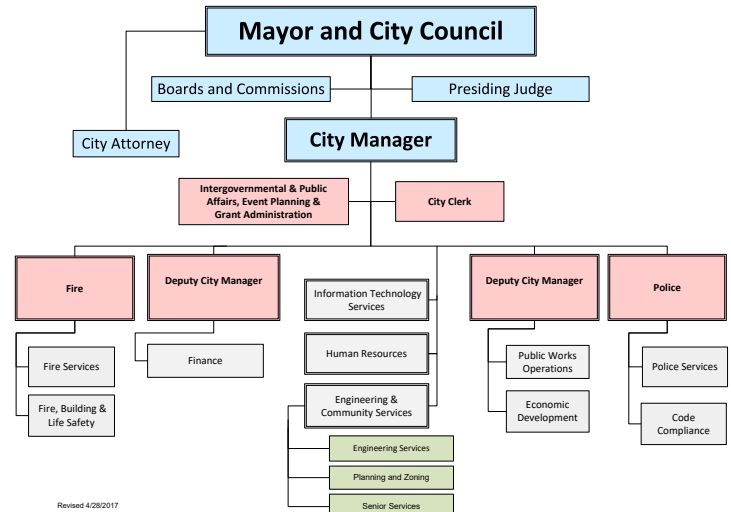 Mayor and City Council
Boards and Commissions
Presiding Judge
City Attorney
City Manager
Intergovernmental & Public
Affairs, Event Planning &
Grant Administration
City Clerk
Fire
Deputy City Manager
Information Technology
Services
Deputy City Manager
Police
Fire Services
Finance
Human Resources
Public Works
Operations
Police Services
Fire, Building &
Life Safety
Engineering &
Community Services
Economic
Development
Code
Compliance
Engineering Services
Planning and Zoning
Senior Services
Revised 4/28/2017